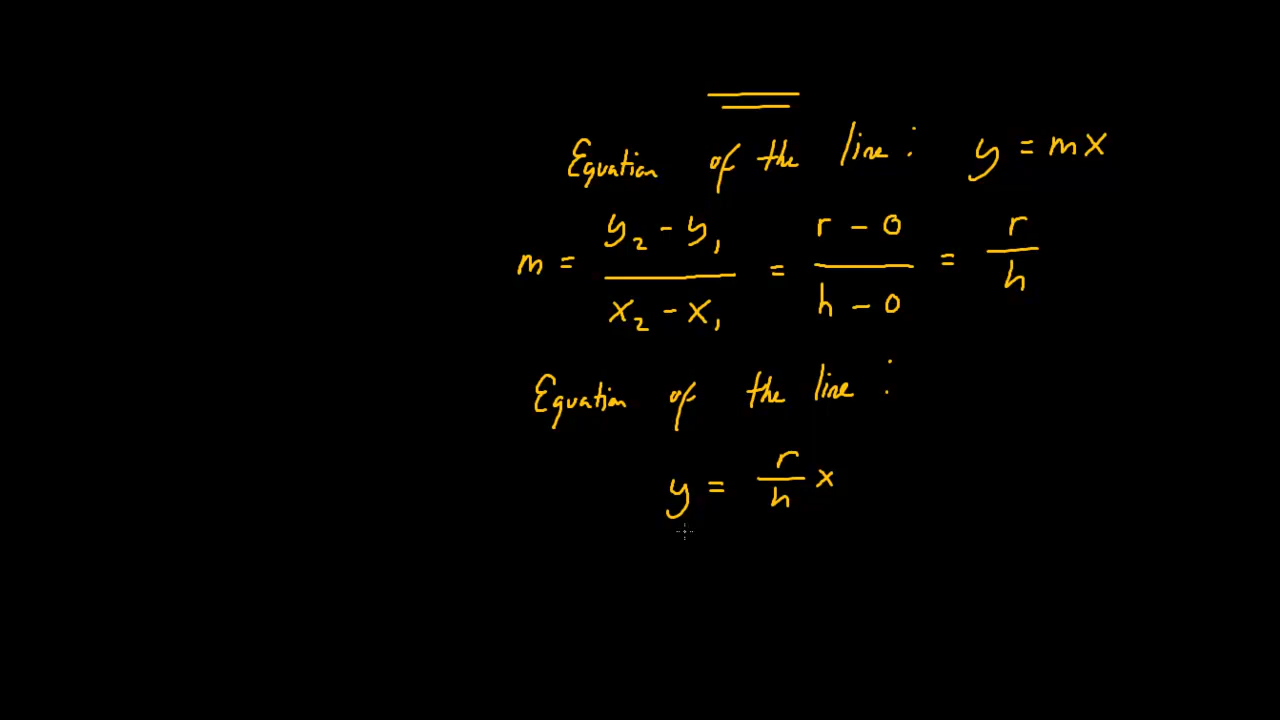 Equation of the line : y = mx
m = y₂ - y₁ / x₂ - x₁ = r - 0 / h - 0 = r / h
Equation of the line :
y = r/h x